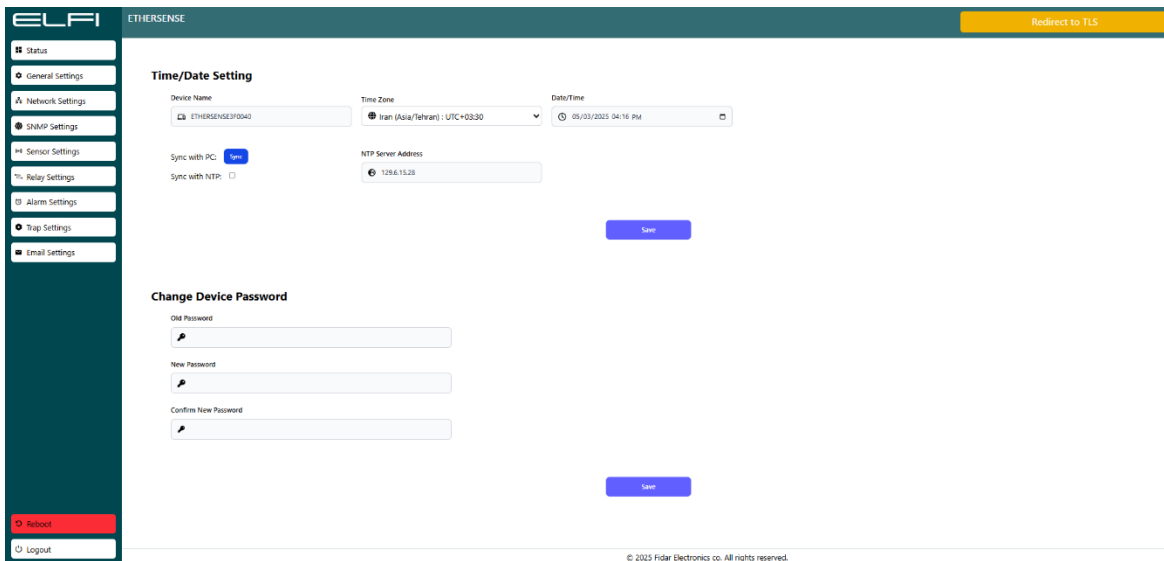 ELFI
ETHERSENSE
Redirect to TLS
Status
General Settings
Network Settings
SNMP Settings
Sensor Settings
Relay Settings
Alarm Settings
Trap Settings
Email Settings
Reboot
Logout
Time/Date Setting
Device Name
ETHERSENSE3F0040
Time Zone
Iran (Asia/Tehran) : UTC+03:30
Date/Time
05/03/2025 04:16 PM
Sync with PC: Sync
Sync with NTP:
NTP Server Address
129.6.15.28
Save
Change Device Password
Old Password
New Password
Confirm New Password
Save
© 2025 Fidar Electronics co. All rights reserved.